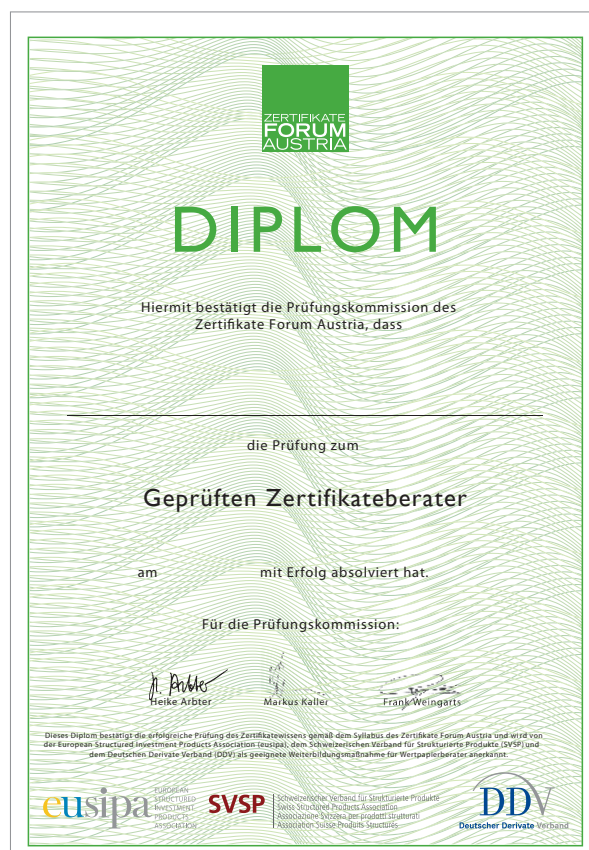 ZERTIFIKATE
FORUM
AUSTRIA
DIPLOM
Hiermit bestätigt die Prüfungskommission des
Zertifikate Forum Austria, dass
die Prüfung zum
Geprüften Zertifikateberater
am mit Erfolg absolviert hat.
Für die Prüfungskommission:
H. Arbter
Heike Arbter
Markus Kaller
Frank Weingarts
Dieses Diplom bestätigt die erfolgreiche Prüfung des Zertifikatewissens gemäß dem Syllabus des Zertifikate Forum Austria und wird von
der European Structured Investment Products Association (eusipa), dem Schweizerischen Verband für Strukturierte Produkte (SVSP) und
dem Deutschen Derivate Verband (DDV) als geeignete Weiterbildungsmaßnahme für Wertpapierberater anerkannt.
eusipa
EUROPEAN
STRUCTURED
INVESTMENT
PRODUCTS
ASSOCIATION
SVSP
Schweizerischer Verband für Strukturierte Produkte
Swiss Structured Products Association
Associazione Svizzera per prodotti strutturati
Association Suisse Produits Structurés
DDV
Deutscher Derivate Verband